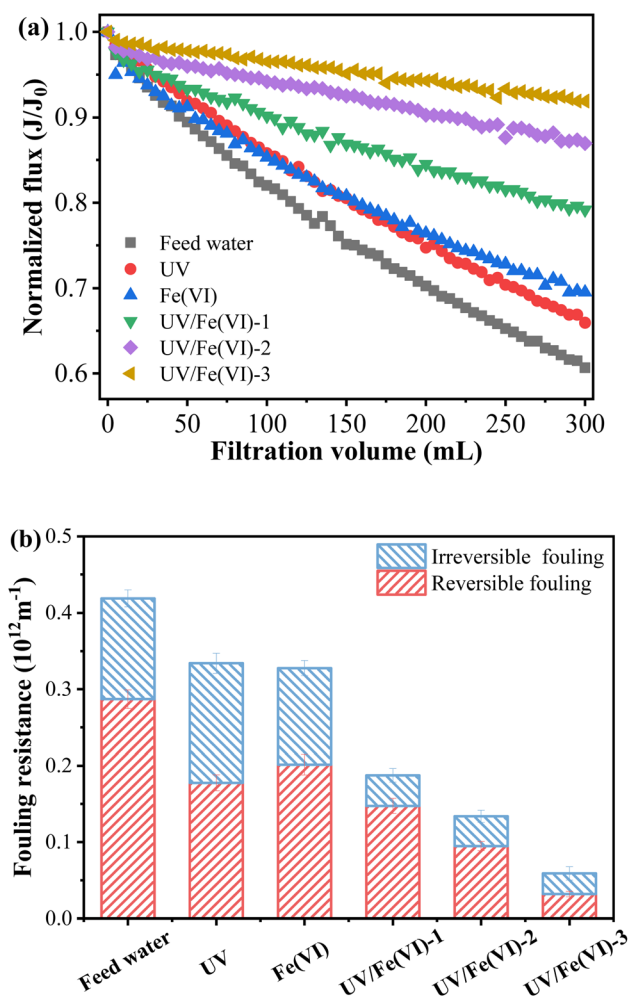 (a)
1.0
0.9
0.8
0.7
0.6
Normalized flux (J/J₀)
Feed water
UV
Fe(VI)
UV/Fe(VI)-1
UV/Fe(VI)-2
UV/Fe(VI)-3
0 50 100 150 200 250 300
Filtration volume (mL)
(b)
0.5
0.4
0.3
0.2
0.1
0.0
Fouling resistance (10¹²m⁻¹)
Irreversible fouling
Reversible fouling
Feed water
UV
Fe(VI)
UV/Fe(VI)-1
UV/Fe(VI)-2
UV/Fe(VI)-3